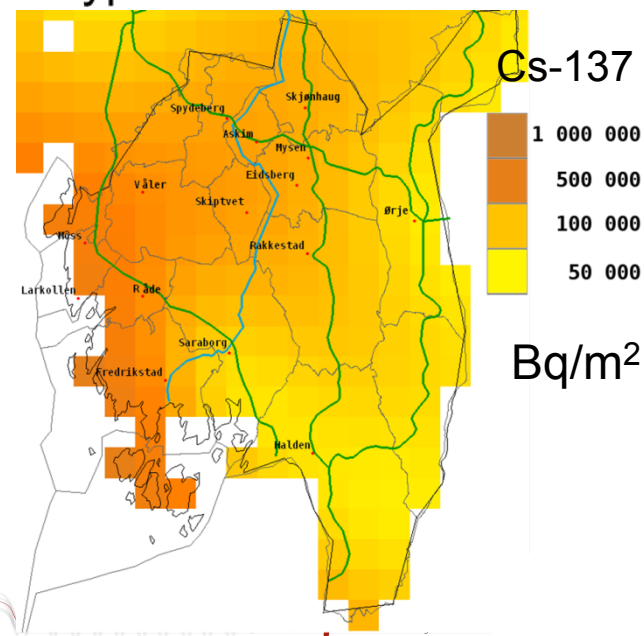 Cs-137
Skjønhaug
Spydeberg
1 000 000
Askim
Mysen
Eidsberg
500 000
Våler
Skiptvet
Ørje
100 000
Moss
Rakkestad
50 000
Larkollen
Råde
Saraborg
Bq/m²
Fredrikstad
Halden